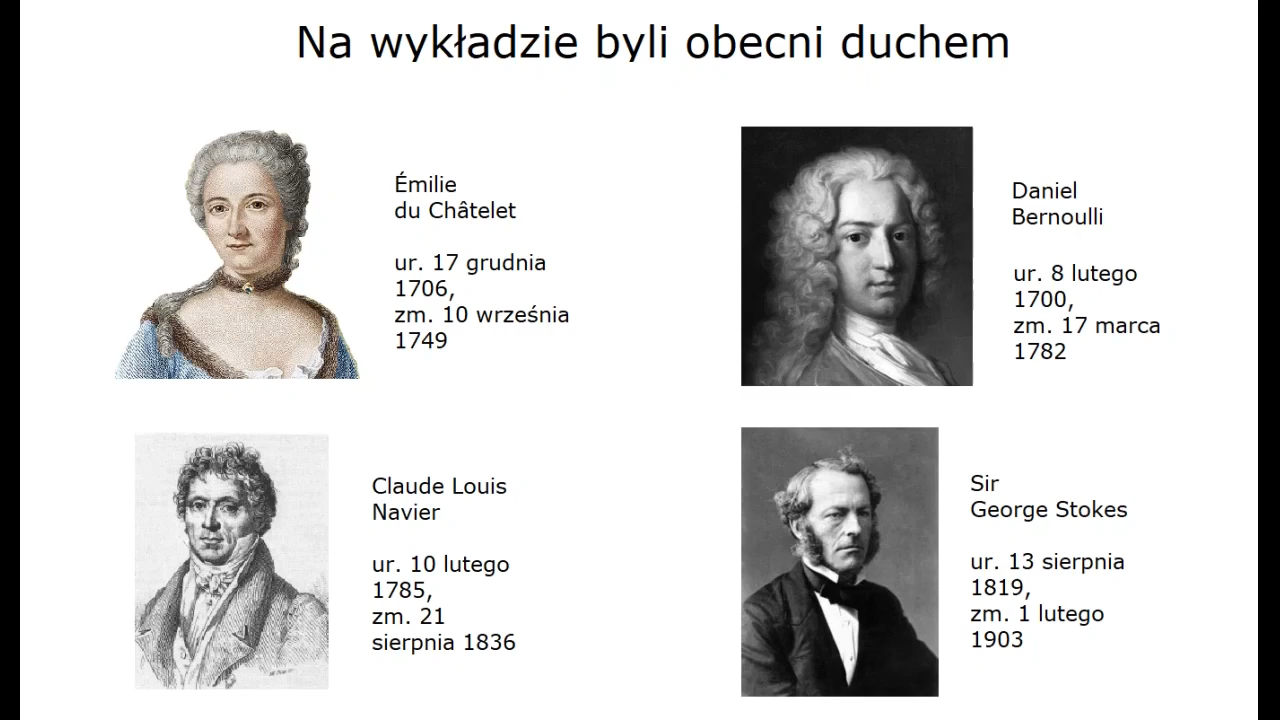 Na wykładzie byli obecni duchem
Émilie
du Châtelet
ur. 17 grudnia
1706,
zm. 10 września
1749
Daniel
Bernoulli
ur. 8 lutego
1700,
zm. 17 marca
1782
Claude Louis
Navier
ur. 10 lutego
1785,
zm. 21
sierpnia 1836
Sir
George Stokes
ur. 13 sierpnia
1819,
zm. 1 lutego
1903